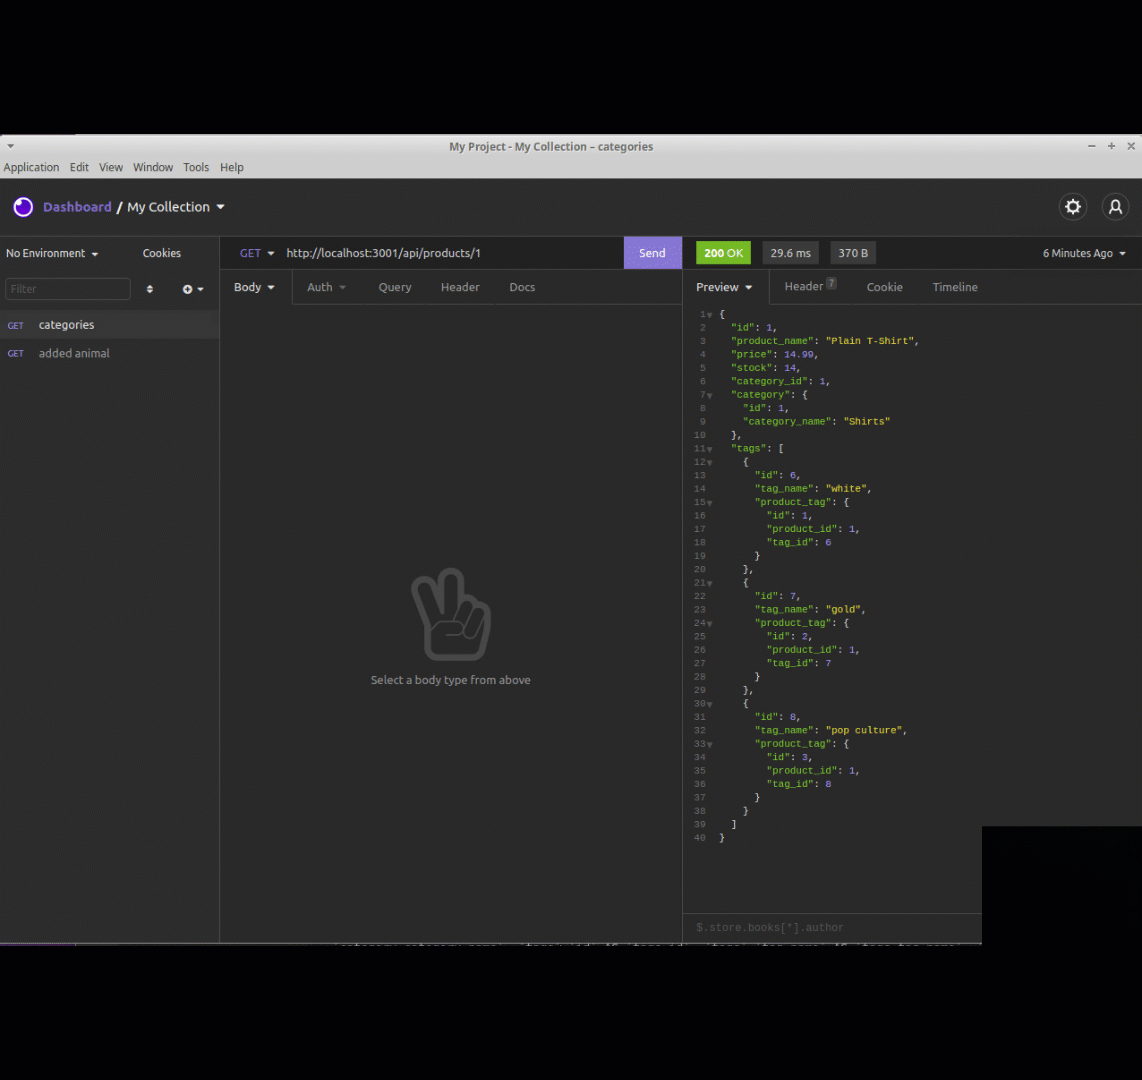 My Project - My Collection – categories
Application Edit View Window Tools Help
Dashboard / My Collection
No Environment Cookies
GET http://localhost:3001/api/products/1 Send
200 OK 29.6 ms 370 B 6 Minutes Ago
Filter
Body Auth Query Header Docs
Preview Header 7 Cookie Timeline
GET categories
GET added animal
Select a body type from above
1 {
2 "id": 1,
3 "product_name": "Plain T-Shirt",
4 "price": 14.99,
5 "stock": 14,
6 "category_id": 1,
7 "category": {
8 "id": 1,
9 "category_name": "Shirts"
10 },
11 "tags": [
12 {
13 "id": 6,
14 "tag_name": "white",
15 "product_tag": {
16 "id": 1,
17 "product_id": 1,
18 "tag_id": 6
19 }
20 },
21 {
22 "id": 7,
23 "tag_name": "gold",
24 "product_tag": {
25 "id": 2,
26 "product_id": 1,
27 "tag_id": 7
28 }
29 },
30 {
31 "id": 8,
32 "tag_name": "pop culture",
33 "product_tag": {
34 "id": 3,
35 "product_id": 1,
36 "tag_id": 8
37 }
38 }
39 ]
40 }
$.store.books[*].author